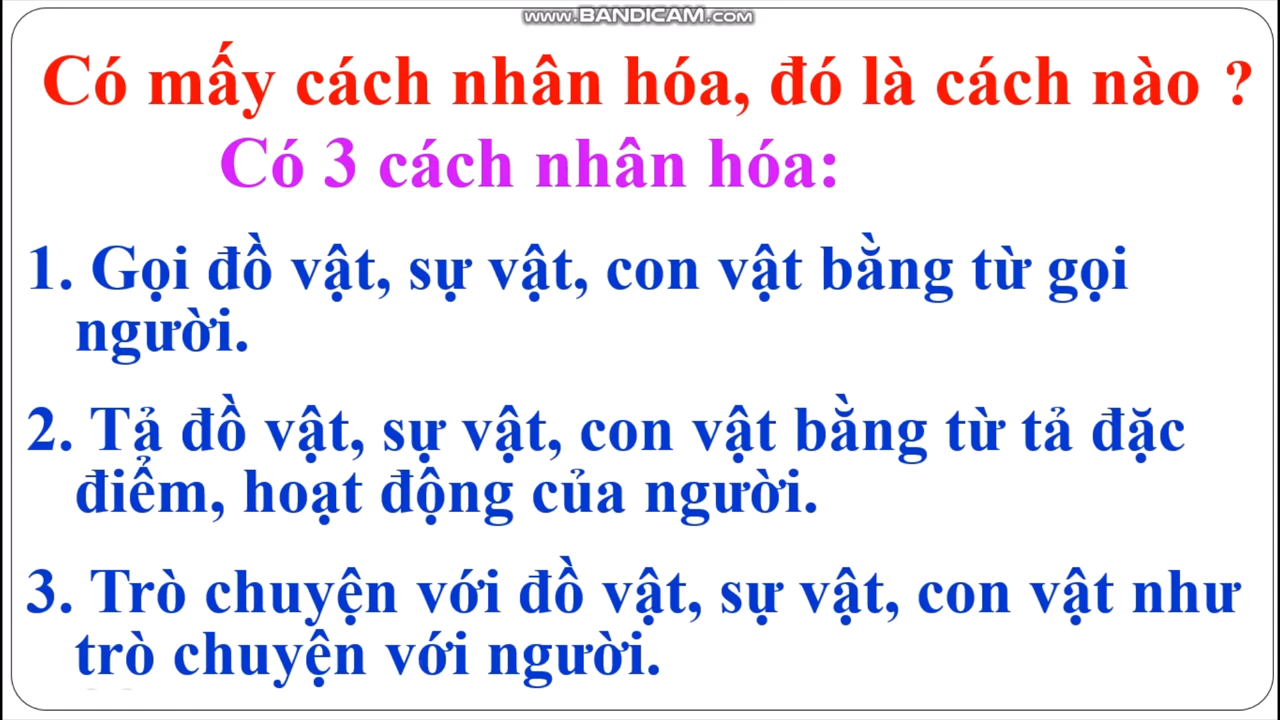 www.BANDICAM.com
Có mấy cách nhân hóa, đó là cách nào ?
Có 3 cách nhân hóa:
1. Gọi đồ vật, sự vật, con vật bằng từ gọi
người.
2. Tả đồ vật, sự vật, con vật bằng từ tả đặc
điểm, hoạt động của người.
3. Trò chuyện với đồ vật, sự vật, con vật như
trò chuyện với người.